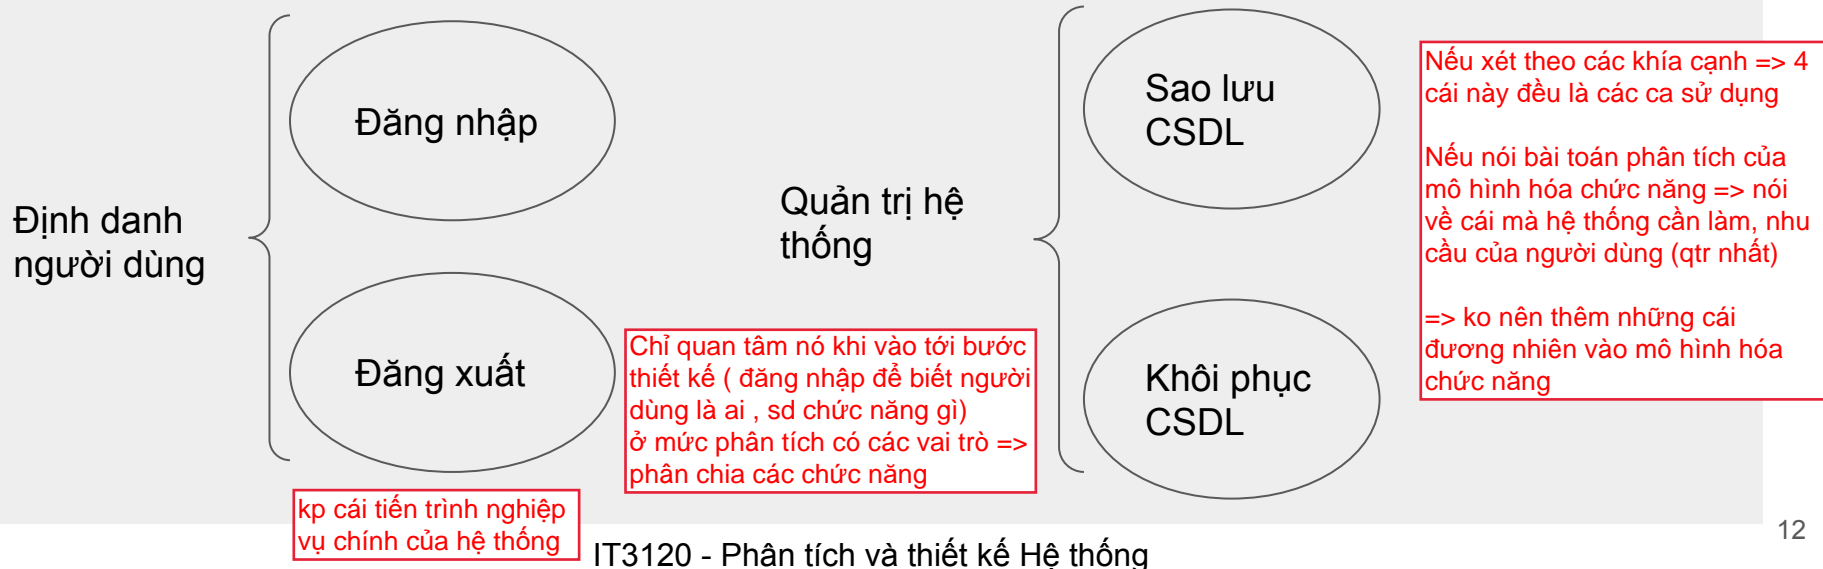 Định danh
người dùng
Đăng nhập
Đăng xuất
kp cái tiến trình nghiệp
vụ chính của hệ thống
Chỉ quan tâm nó khi vào tới bước
thiết kế ( đăng nhập để biết người
dùng là ai , sd chức năng gì)
ở mức phân tích có các vai trò =>
phân chia các chức năng
Quản trị hệ
thống
Sao lưu
CSDL
Khôi phục
CSDL
Nếu xét theo các khía cạnh => 4
cái này đều là các ca sử dụng
Nếu nói bài toán phân tích của
mô hình hóa chức năng => nói
về cái mà hệ thống cần làm, nhu
cầu của người dùng (qtr nhất)
=> ko nên thêm những cái
đương nhiên vào mô hình hóa
chức năng
IT3120 - Phân tích và thiết kế Hệ thống
12